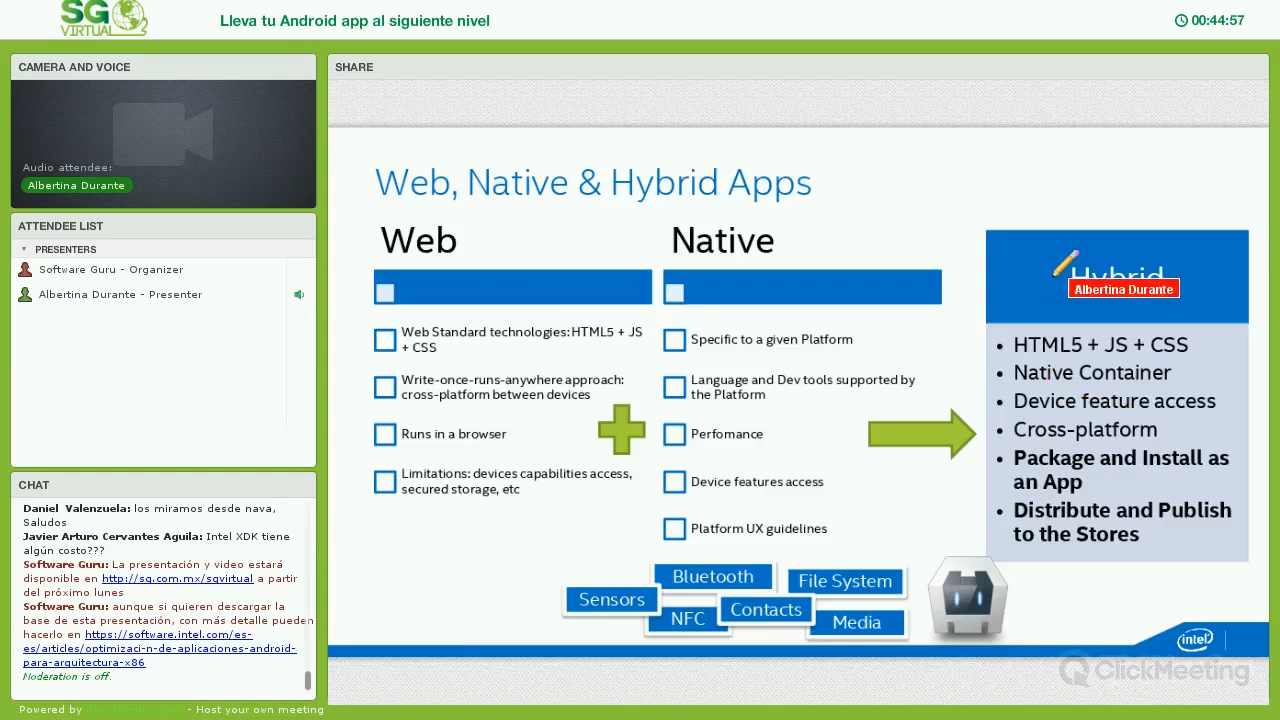 SG
VIRTUAL
Lleva tu Android app al siguiente nivel
00:44:57
CAMERA AND VOICE
Audio attendee:
Albertina Durante
ATTENDEE LIST
PRESENTERS
Software Guru - Organizer
Albertina Durante - Presenter
CHAT
Daniel Valenzuela: los miramos desde nava,
Saludos
Javier Arturo Cervantes Aguila: Intel XDK tiene
algún costo???
Software Guru: La presentación y video estará
disponible en http://sg.com.mx/sgvirtual a partir
del próximo lunes
Software Guru: aunque si quieren descargar la
base de esta presentación, con más detalle pueden
hacerlo en https://software.intel.com/es-
es/articles/optimizaci-n-de-aplicaciones-android-
para-arquitectura-x86
Moderation is off.
Powered by
- Host your own meeting
SHARE
Web, Native & Hybrid Apps
Web
Web Standard technologies: HTML5 + JS
+ CSS
Write-once-runs-anywhere approach:
cross-platform between devices
Runs in a browser
Limitations: devices capabilities access,
secured storage, etc
Native
Specific to a given Platform
Language and Dev tools supported by
the Platform
Perfomance
Device features access
Platform UX guidelines
Hybrid
Albertina Durante
• HTML5 + JS + CSS
• Native Container
• Device feature access
• Cross-platform
• Package and Install as
an App
• Distribute and Publish
to the Stores
Bluetooth
File System
Sensors
Contacts
NFC
Media
intel
ClickMeeting